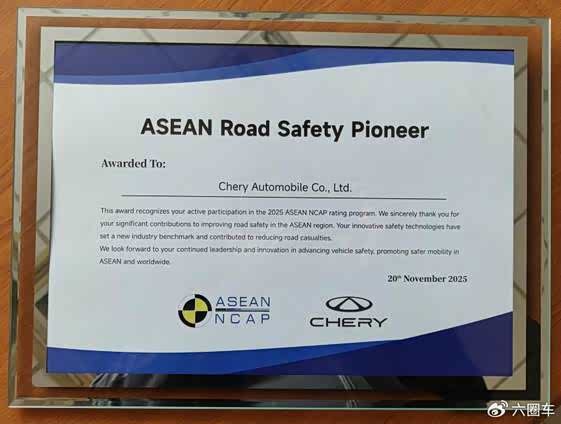 ASEAN Road Safety Pioneer
Awarded To:
Chery Automobile Co., Ltd.
This award recognizes your active participation in the 2025 ASEAN NCAP rating program. We sincerely thank you for
your significant contributions to improving road safety in the ASEAN region. Your innovative safety technologies have
set a new industry benchmark and contributed to reducing road casualties.
We look forward to your continued leadership and innovation in advancing vehicle safety, promoting safer mobility in
ASEAN and worldwide.
20th November 2025
ASEAN
NCAP
CHERY
六圈车